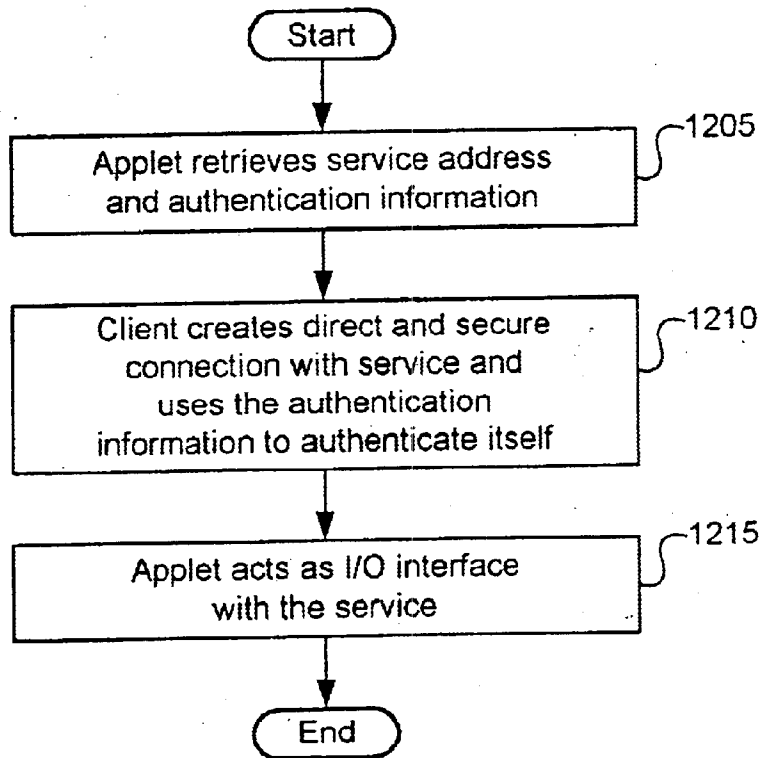 Start
1205
Applet retrieves service address
and authentication information
1210
Client creates direct and secure
connection with service and
uses the authentication
information to authenticate itself
1215
Applet acts as I/O interface
with the service
End